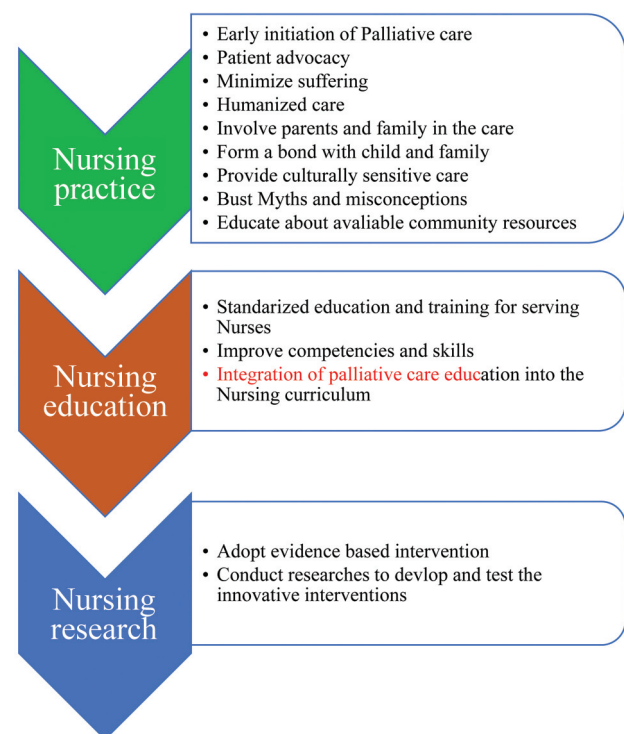 • Early initiation of Palliative care
• Patient advocacy
• Minimize suffering
• Humanized care
• Involve parents and family in the care
• Form a bond with child and family
• Provide culturally sensitive care
• Bust Myths and misconceptions
• Educate about avaliable community resources
Nursing
practice
• Standarized education and training for serving
Nurses
• Improve competencies and skills
• Integration of palliative care education into the
Nursing curriculum
Nursing
education
• Adopt evidence based intervention
• Conduct researches to devlop and test the
innovative interventions
Nursing
research